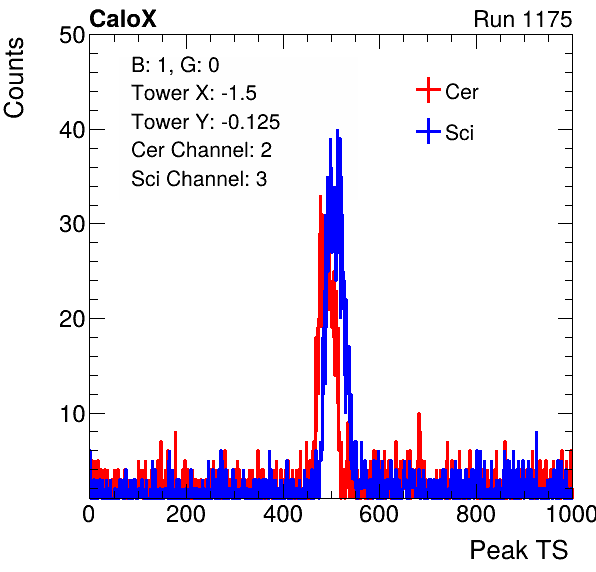 CaloX Run 1175
Counts
50
40
30
20
10
B: 1, G: 0
Tower X: -1.5
Tower Y: -0.125
Cer Channel: 2
Sci Channel: 3
Cer
Sci
0 200 400 600 800 1000
Peak TS